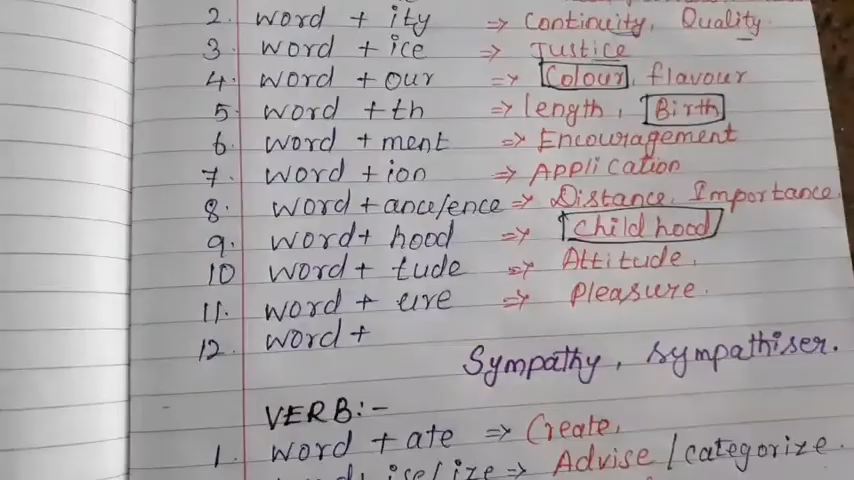 2. word + ity => Continuity, Quality
3. word + ice => Justice
4. word + our => Colour, flavour
5. word + th => length, Birth
6. word + ment => Encouragement
7. word + ion => Application
8. word + ance/ence => Distance, Importance
9. word + hood => Childhood
10 word + tude => Attitude.
11. word + ure => Pleasure.
12. word +
Sympathy, sympathiser.
VERB:-
1. word + ate => Create,
ise/ize => Advise / categorize.